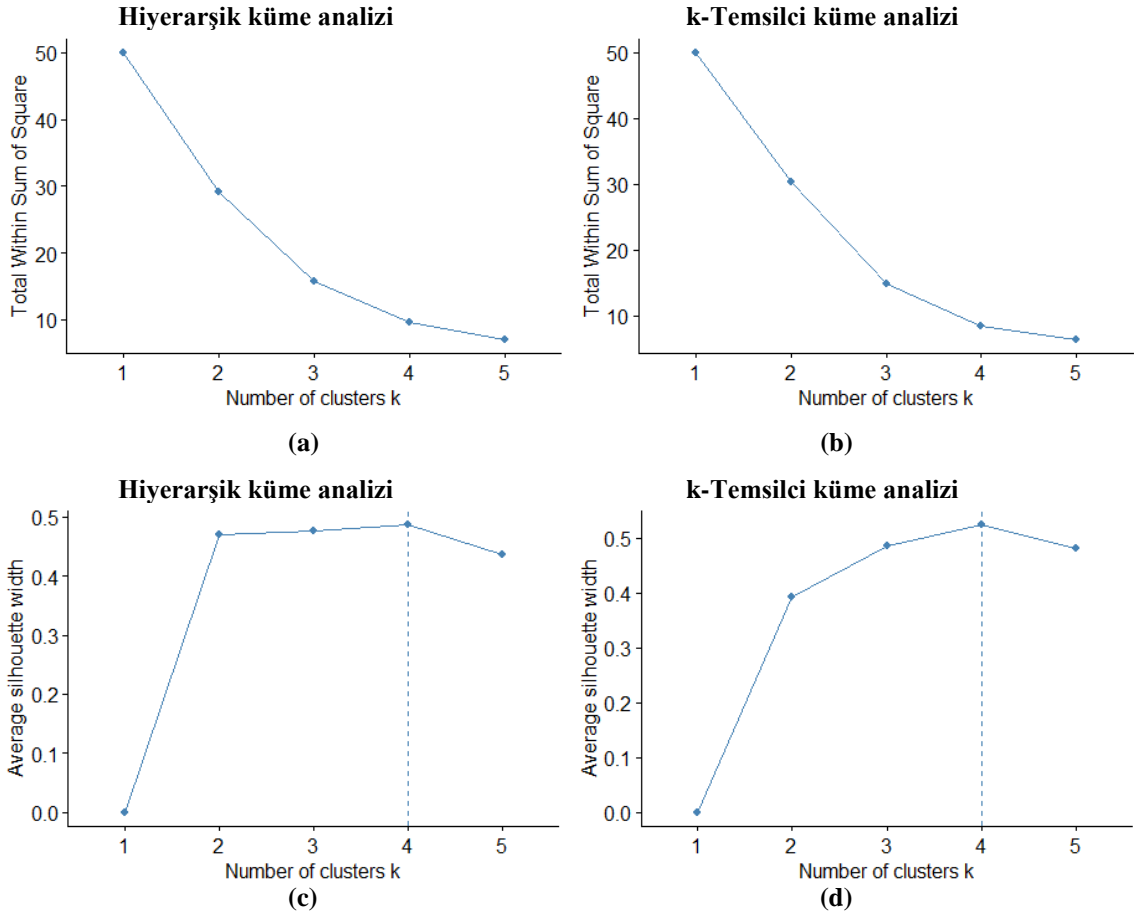 Hiyerarşik küme analizi
50
40
30
20
10
Total Within Sum of Square
1 2 3 4 5
Number of clusters k
(a)
k-Temsilci küme analizi
50
40
30
20
10
Total Within Sum of Square
1 2 3 4 5
Number of clusters k
(b)
Hiyerarşik küme analizi
0.5
0.4
0.3
0.2
0.1
0.0
Average silhouette width
1 2 3 4 5
Number of clusters k
(c)
k-Temsilci küme analizi
0.5
0.4
0.3
0.2
0.1
0.0
Average silhouette width
1 2 3 4 5
Number of clusters k
(d)